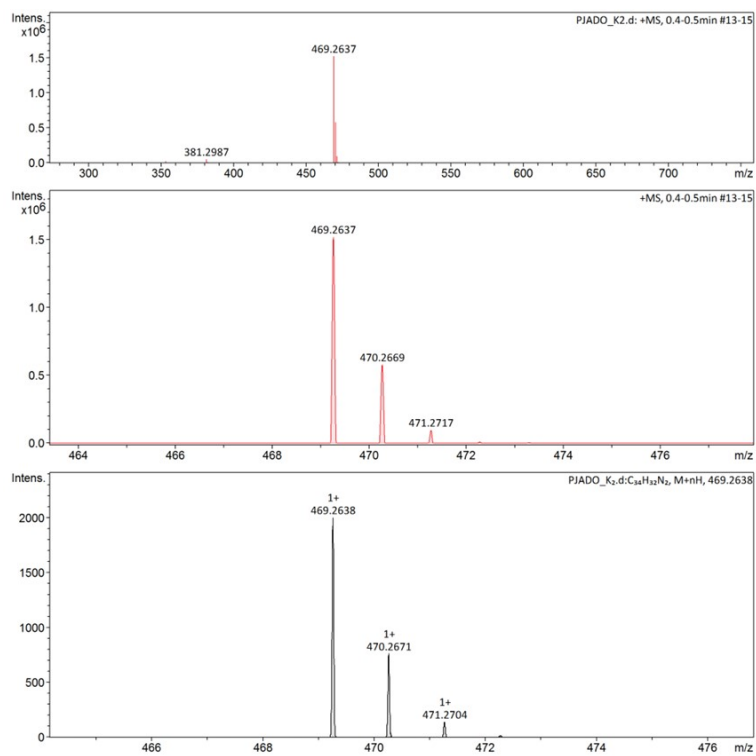 Intens.
x10⁶
PJADO_K2.d: +MS, 0.4-0.5min #13-15
469.2637
1.5
1.0
0.5
381.2987
0.0
300 350 400 450 500 550 600 650 700 m/z
Intens.
x10⁶
+MS, 0.4-0.5min #13-15
469.2637
1.5
1.0
470.2669
0.5
471.2717
0.0
464 466 468 470 472 474 476 m/z
Intens.
PJADO_K₂.d:C₃₄H₃₂N₂, M+nH, 469.2638
1+
469.2638
2000
1500
1000
1+
470.2671
500
1+
471.2704
0
466 468 470 472 474 476 m/z